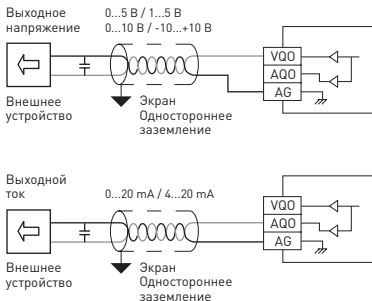 Выходное
напряжение
0...5 В / 1...5 В
0...10 В / -10...+10 В
VQO
AQO
AG
Внешнее
устройство
Экран
Одностороннее
заземление
Выходной
ток
0...20 mA / 4...20 mA
VQO
AQO
AG
Внешнее
устройство
Экран
Одностороннее
заземление